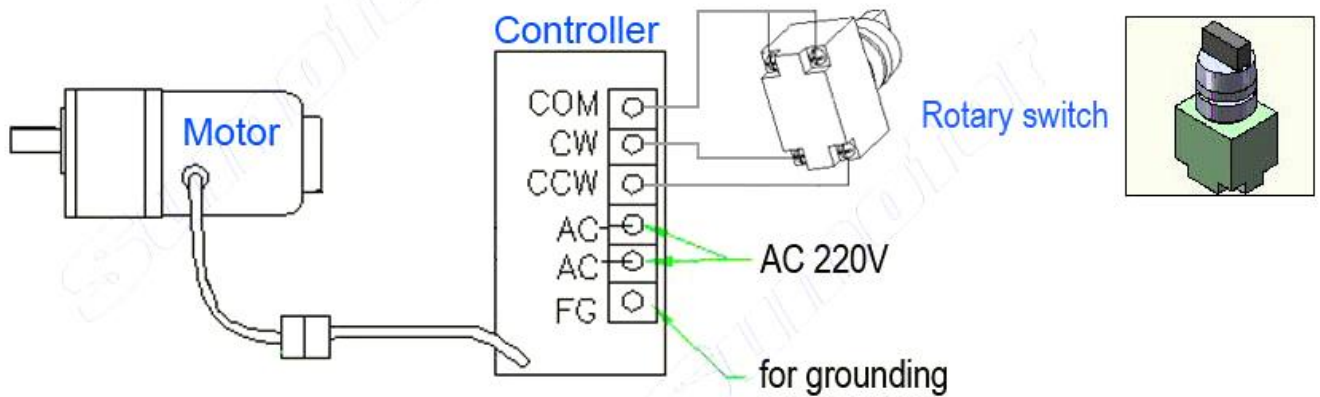 Controller
COM
CW
CCW
AC
AC
FG
Motor
Rotary switch
AC 220V
for grounding